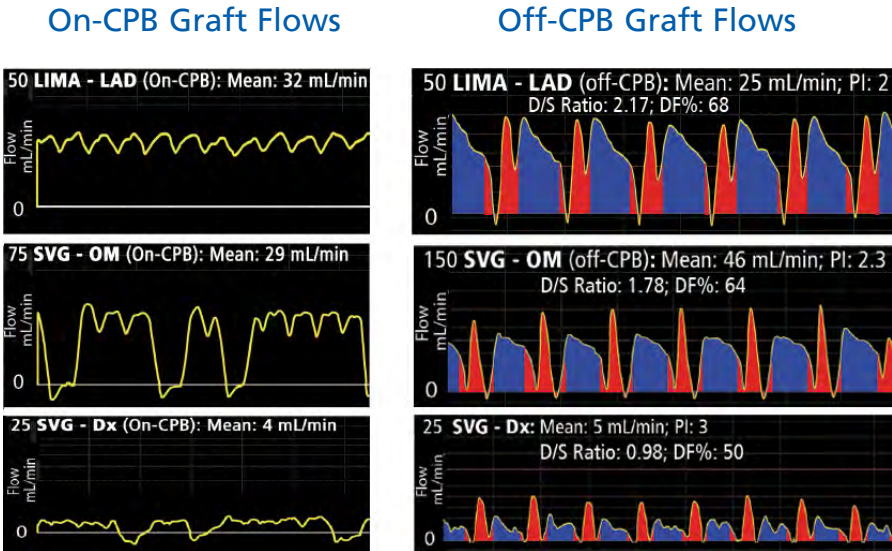 On-CPB Graft Flows
50 LIMA - LAD (On-CPB): Mean: 32 mL/min
Flow
mL/min
0
75 SVG - OM (On-CPB): Mean: 29 mL/min
Flow
mL/min
0
25 SVG - Dx (On-CPB): Mean: 4 mL/min
Flow
mL/min
0
Off-CPB Graft Flows
50 LIMA - LAD (off-CPB): Mean: 25 mL/min; PI: 2
D/S Ratio: 2.17; DF%: 68
Flow
mL/min
0
150 SVG - OM (off-CPB): Mean: 46 mL/min; PI: 2.3
D/S Ratio: 1.78; DF%: 64
Flow
mL/min
0
25 SVG - Dx: Mean: 5 mL/min; PI: 3
D/S Ratio: 0.98; DF%: 50
Flow
mL/min
0